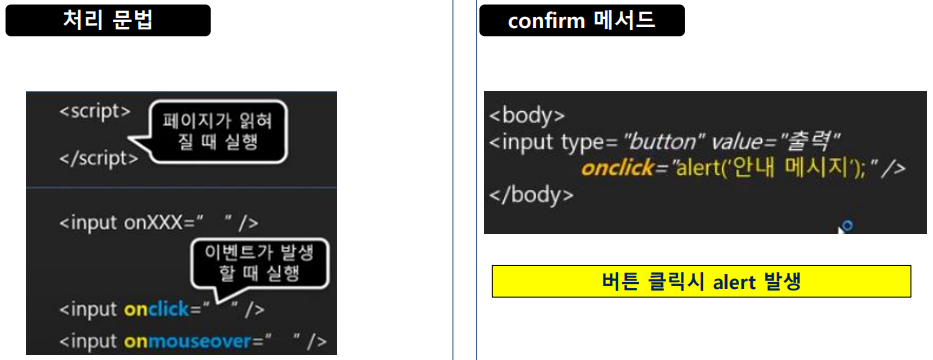 처리 문법
<script>
페이지가 읽혀
질 때 실행
</script>
<input onXXX=“ ” />
이벤트가 발생
할 때 실행
<input onclick=“ ” />
<input onmouseover=“ ” />
confirm 메서드
<body>
<input type="button" value="출력"
onclick="alert('안내 메시지');" />
</body>
버튼 클릭시 alert 발생